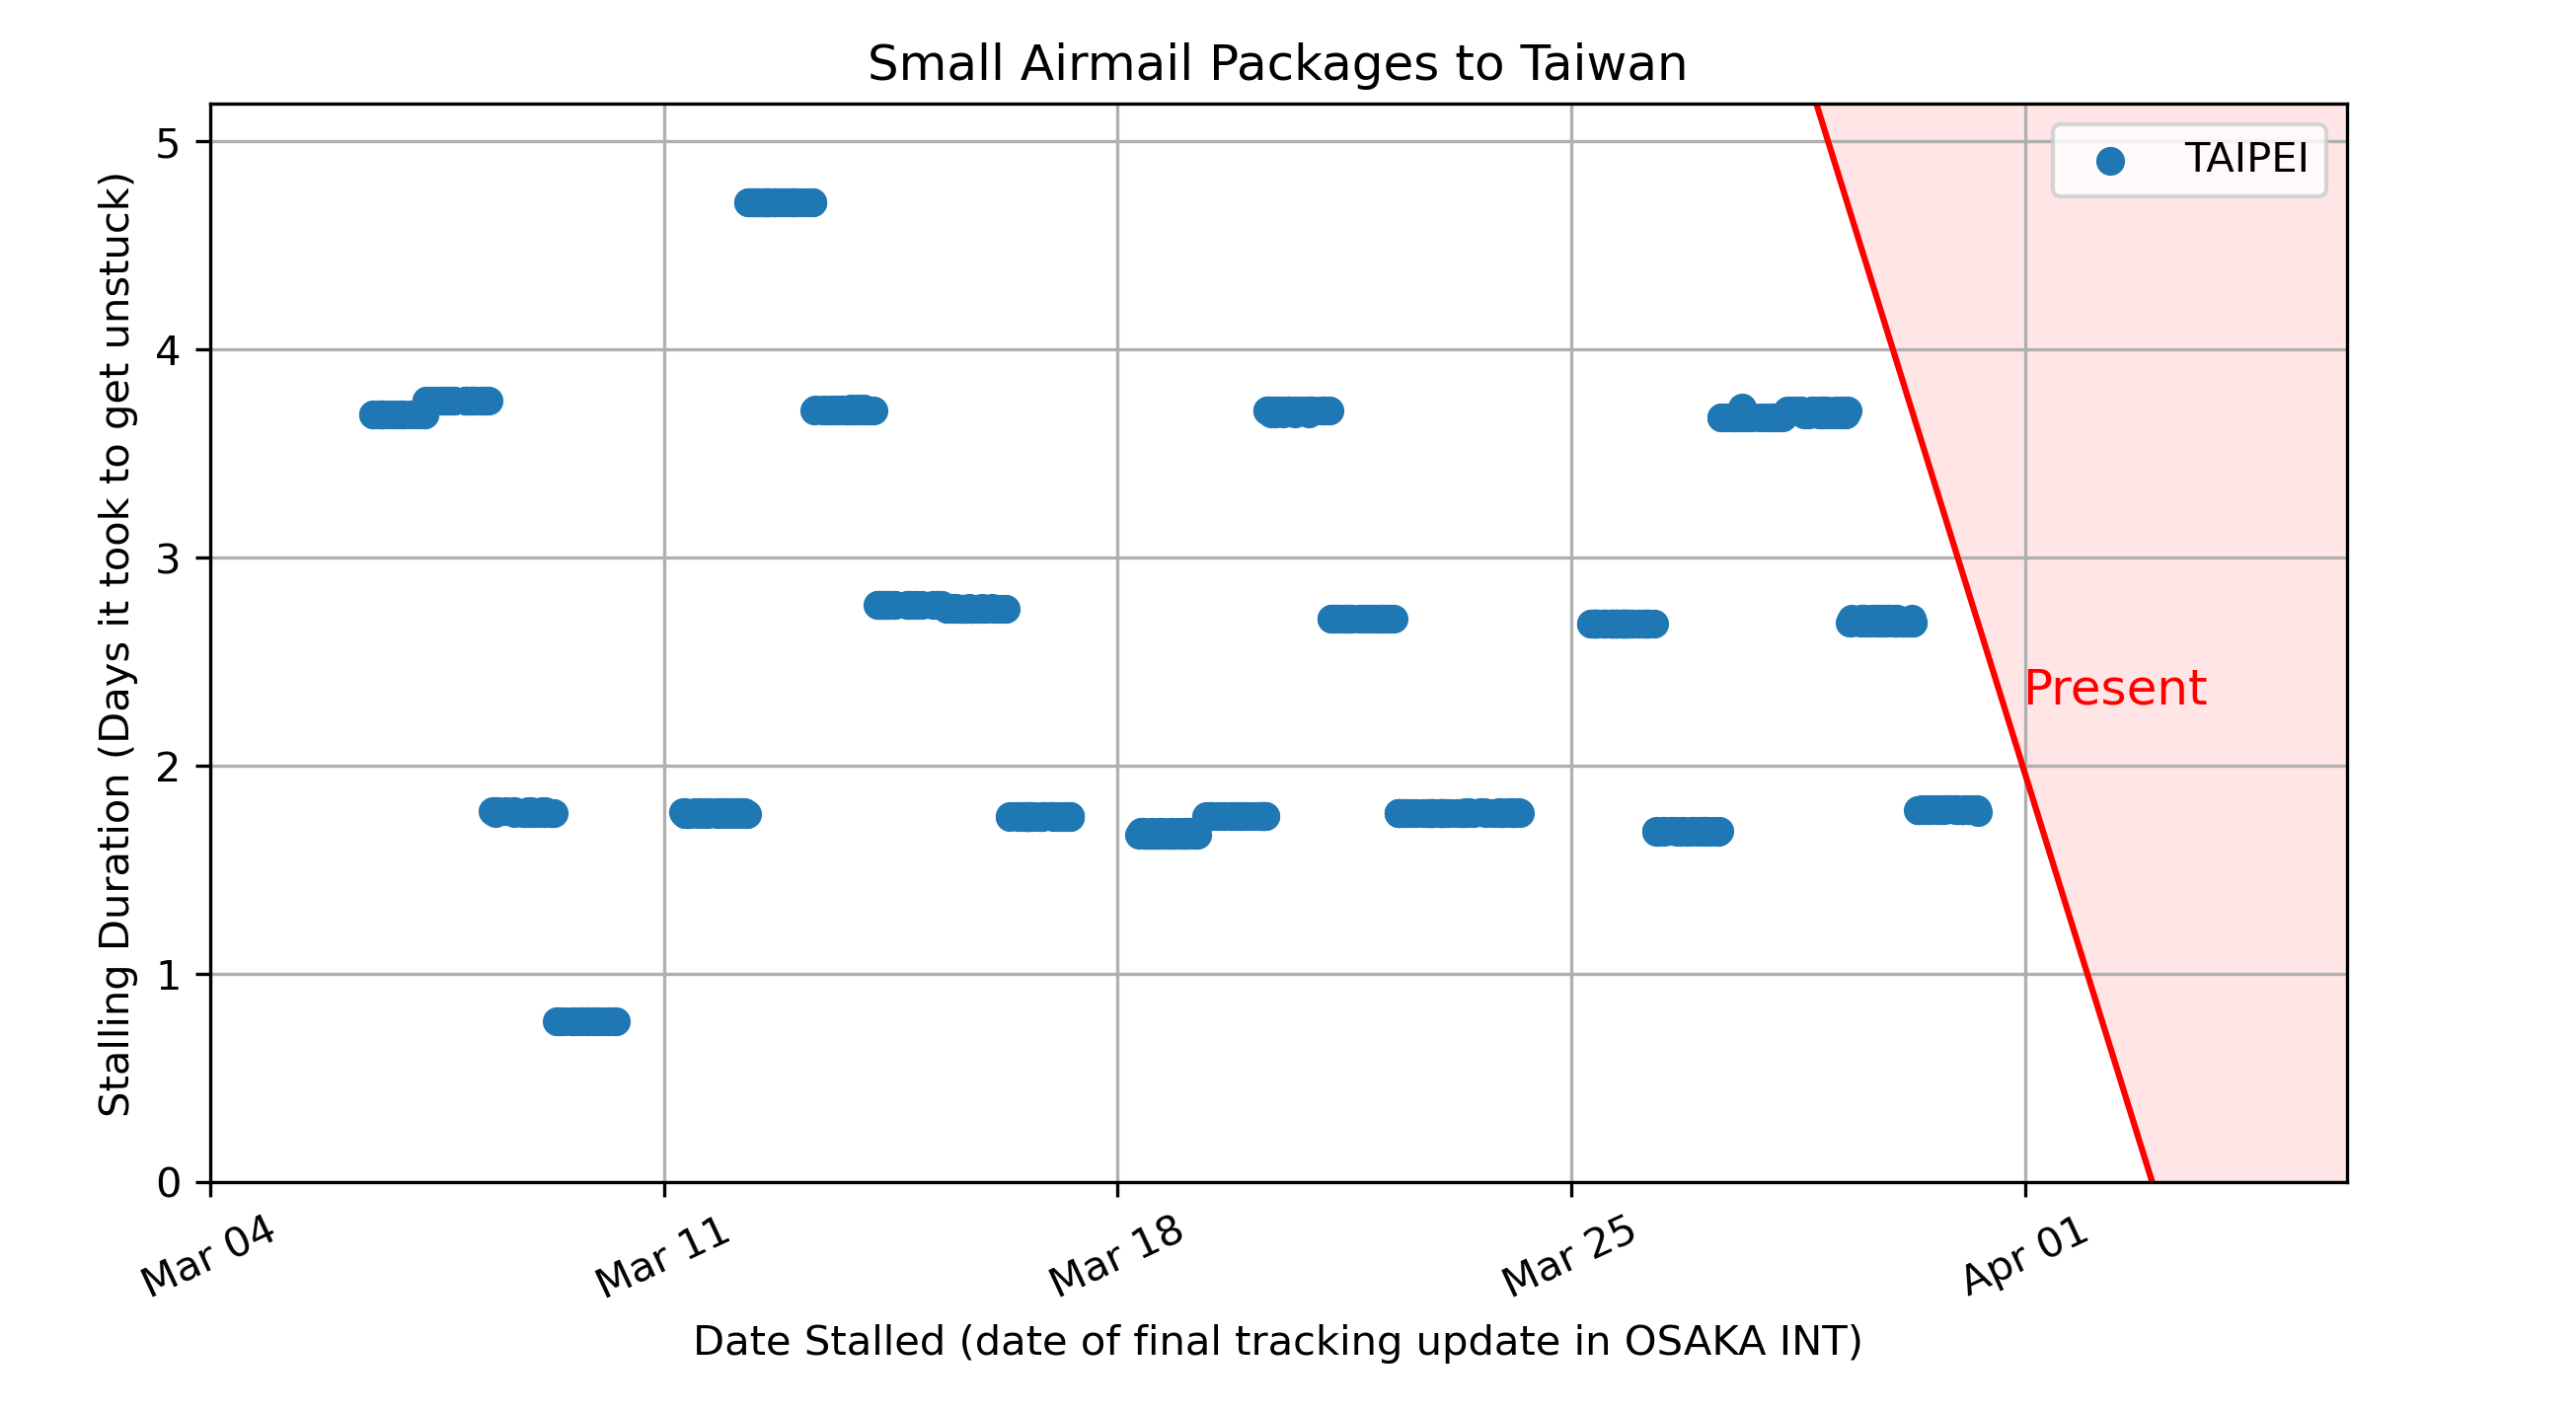 Small Airmail Packages to Taiwan
TAIPEI
Present
Stalling Duration (Days it took to get unstuck)
5
4
3
2
1
0
Mar 04
Mar 11
Mar 18
Mar 25
Apr 01
Date Stalled (date of final tracking update in OSAKA INT)